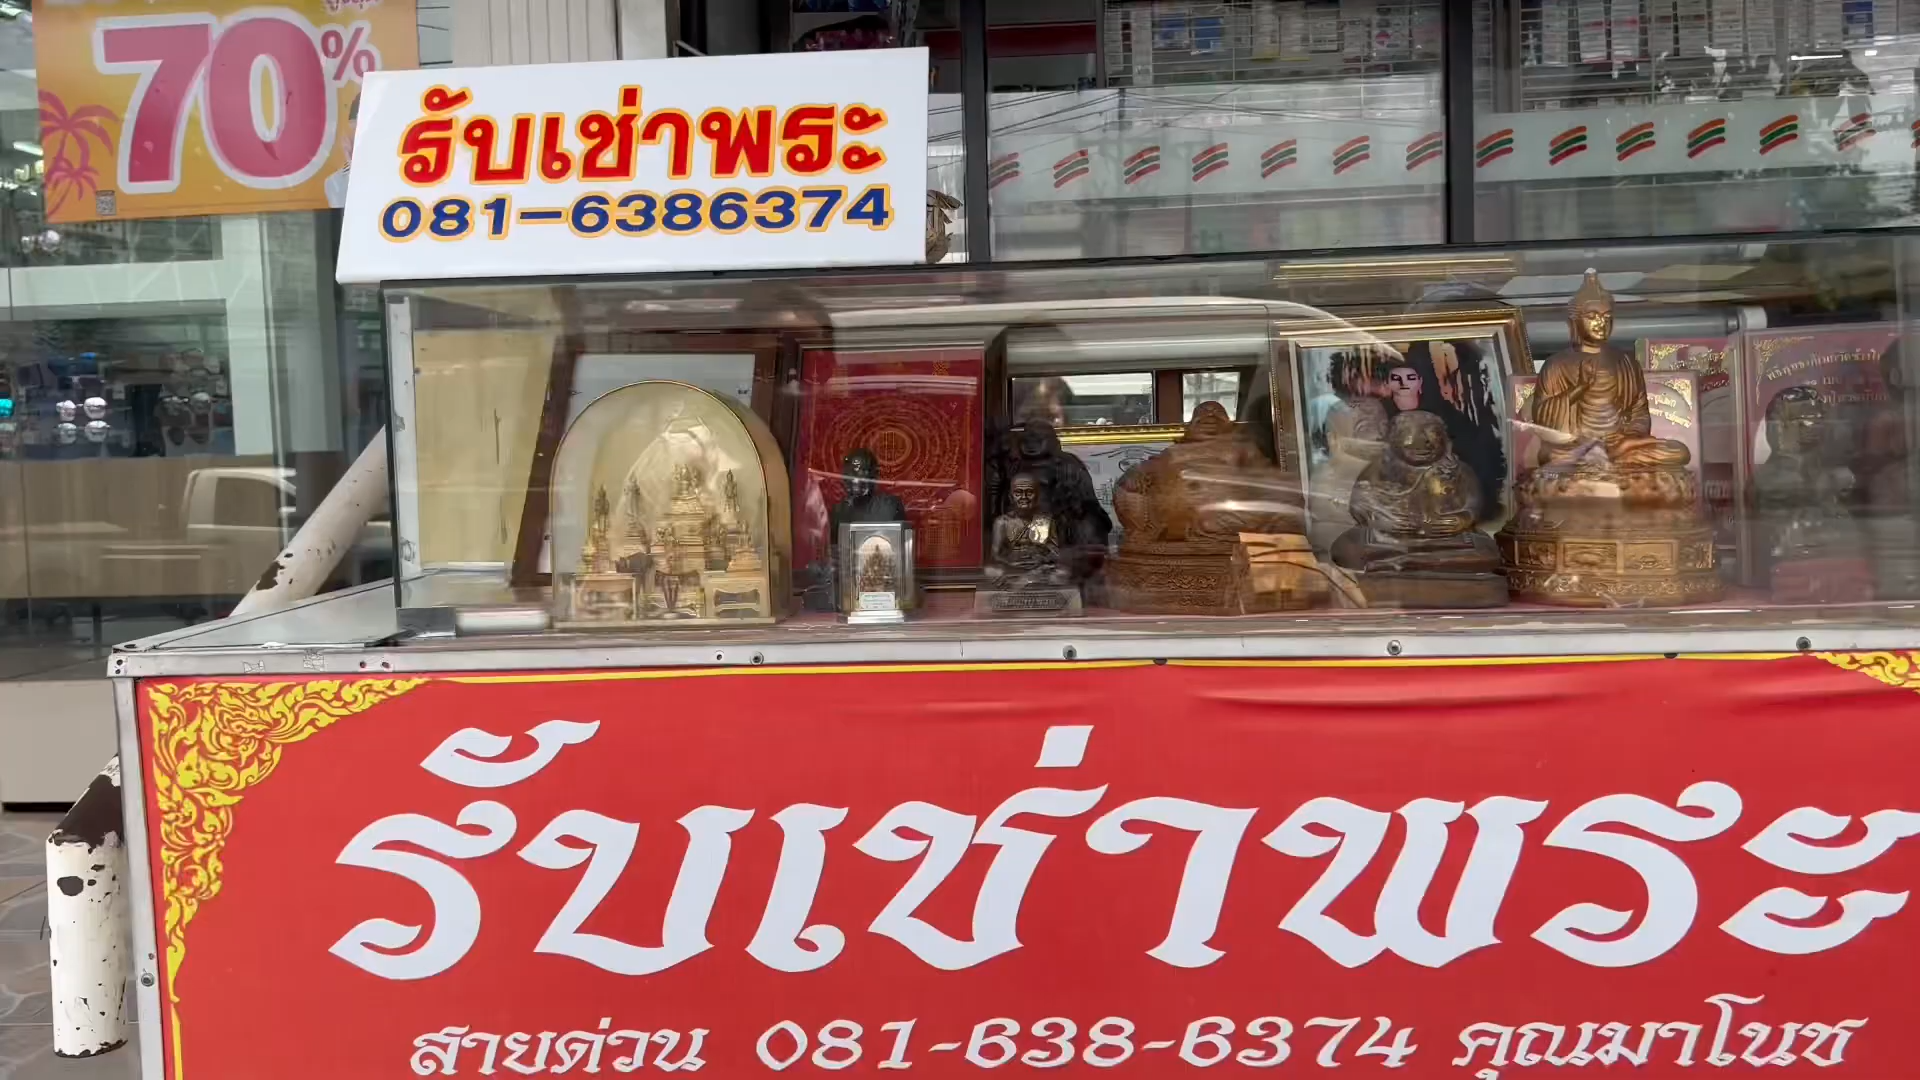 70%
รับเช่าพระ
081-6386374
รับเช่าพระ
สายด่วน 081-638-6374 คุณมาโนช